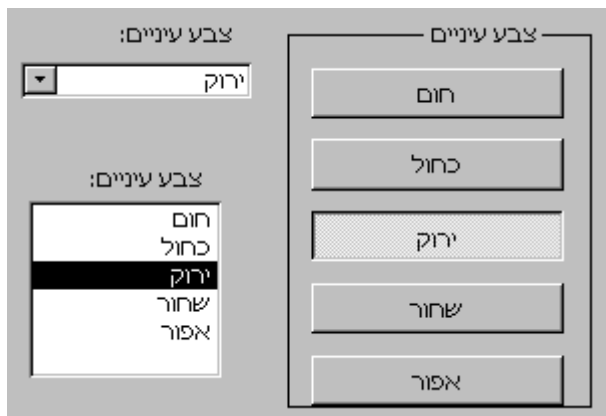 צבע עיניים
חום
כחול
ירוק
שחור
אפור
צבע עיניים:
ירוק
צבע עיניים:
חום
כחול
ירוק
שחור
אפור